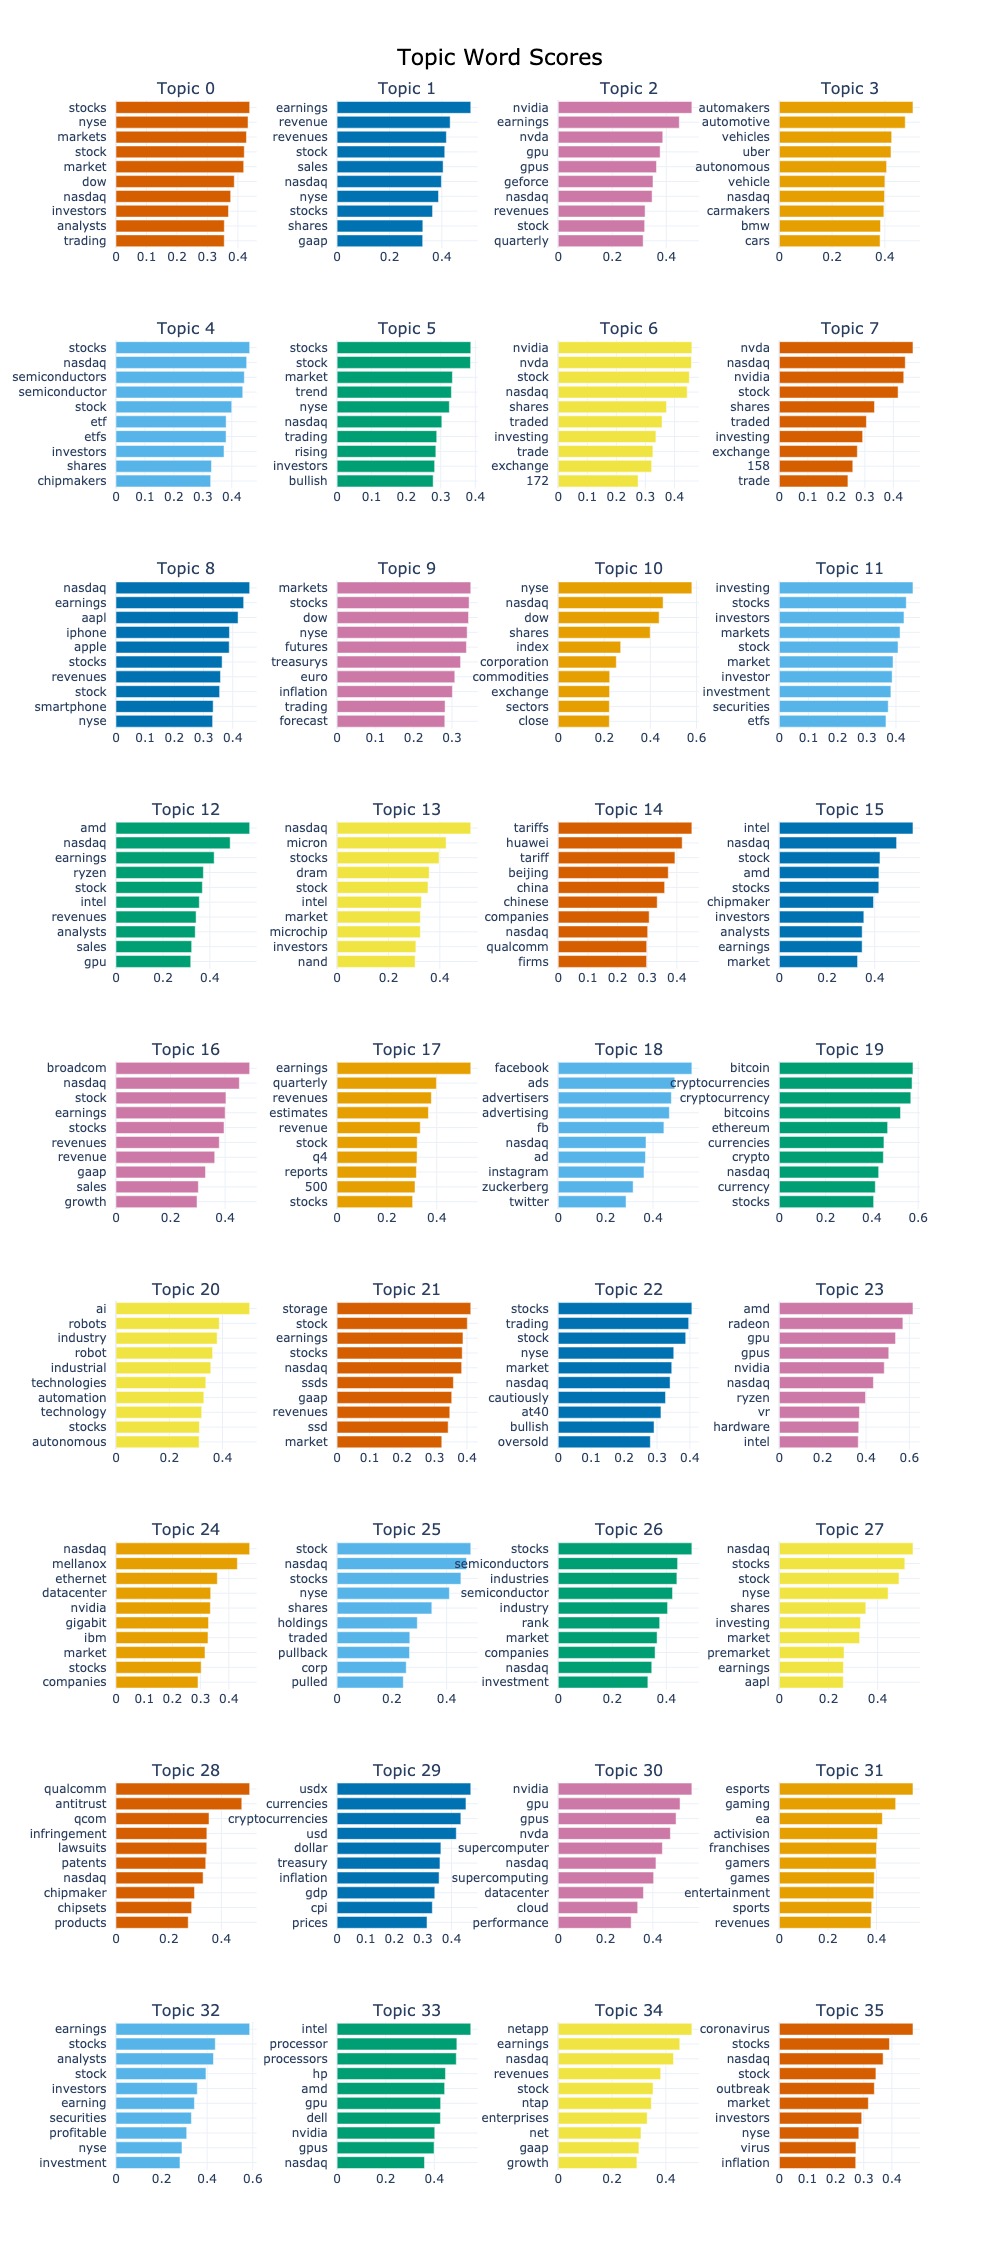 Topic Word Scores
Topic 0
stocks
nyse
markets
stock
market
dow
nasdaq
investors
analysts
trading
0 0.1 0.2 0.3 0.4
Topic 1
earnings
revenue
revenues
stock
sales
nasdaq
nyse
stocks
shares
gaap
0 0.2 0.4
Topic 2
nvidia
earnings
nvda
gpu
gpus
geforce
nasdaq
revenues
stock
quarterly
0 0.2 0.4
Topic 3
automakers
automotive
vehicles
uber
autonomous
vehicle
nasdaq
carmakers
bmw
cars
0 0.2 0.4
Topic 4
stocks
nasdaq
semiconductors
semiconductor
stock
etf
etfs
investors
shares
chipmakers
0 0.2 0.4
Topic 5
stocks
stock
market
trend
nyse
nasdaq
trading
rising
investors
bullish
0 0.1 0.2 0.3 0.4
Topic 6
nvidia
nvda
stock
nasdaq
shares
traded
investing
trade
exchange
172
0 0.1 0.2 0.3 0.4
Topic 7
nvda
nasdaq
nvidia
stock
shares
traded
investing
exchange
158
trade
0 0.1 0.2 0.3 0.4
Topic 8
nasdaq
earnings
aapl
iphone
apple
stocks
revenues
stock
smartphone
nyse
0 0.1 0.2 0.3 0.4
Topic 9
markets
stocks
dow
nyse
futures
treasurys
euro
inflation
trading
forecast
0 0.1 0.2 0.3
Topic 10
nyse
nasdaq
dow
shares
index
corporation
commodities
exchange
sectors
close
0 0.2 0.4 0.6
Topic 11
investing
stocks
investors
markets
stock
market
investor
investment
securities
etfs
0 0.1 0.2 0.3 0.4
Topic 12
amd
nasdaq
earnings
ryzen
stock
intel
revenues
analysts
sales
gpu
0 0.2 0.4
Topic 13
nasdaq
micron
stocks
dram
stock
intel
market
microchip
investors
nand
0 0.2 0.4
Topic 14
tariffs
huawei
tariff
beijing
china
chinese
companies
nasdaq
qualcomm
firms
0 0.1 0.2 0.3 0.4
Topic 15
intel
nasdaq
stock
amd
stocks
chipmaker
investors
analysts
earnings
market
0 0.2 0.4
Topic 16
broadcom
nasdaq
stock
earnings
stocks
revenues
revenue
gaap
sales
growth
0 0.2 0.4
Topic 17
earnings
quarterly
revenues
estimates
revenue
stock
q4
reports
500
stocks
0 0.2 0.4
Topic 18
facebook
ads
advertisers
advertising
fb
nasdaq
ad
instagram
zuckerberg
twitter
0 0.2 0.4
Topic 19
bitcoin
cryptocurrencies
cryptocurrency
bitcoins
ethereum
currencies
crypto
nasdaq
currency
stocks
0 0.2 0.4 0.6
Topic 20
ai
robots
industry
robot
industrial
technologies
automation
technology
stocks
autonomous
0 0.2 0.4
Topic 21
storage
stock
earnings
stocks
nasdaq
ssds
gaap
revenues
ssd
market
0 0.1 0.2 0.3 0.4
Topic 22
stocks
trading
stock
nyse
market
nasdaq
cautiously
at40
bullish
oversold
0 0.1 0.2 0.3 0.4
Topic 23
amd
radeon
gpu
gpus
nvidia
nasdaq
ryzen
vr
hardware
intel
0 0.2 0.4 0.6
Topic 24
nasdaq
mellanox
ethernet
datacenter
nvidia
gigabit
ibm
market
stocks
companies
0 0.1 0.2 0.3 0.4
Topic 25
stock
nasdaq
stocks
nyse
shares
holdings
traded
pullback
corp
pulled
0 0.2 0.4
Topic 26
stocks
semiconductors
industries
semiconductor
industry
rank
market
companies
nasdaq
investment
0 0.2 0.4
Topic 27
nasdaq
stocks
stock
nyse
shares
investing
market
premarket
earnings
aapl
0 0.2 0.4
Topic 28
qualcomm
antitrust
qcom
infringement
lawsuits
patents
nasdaq
chipmaker
chipsets
products
0 0.2 0.4
Topic 29
usdx
currencies
cryptocurrencies
usd
dollar
treasury
inflation
gdp
cpi
prices
0 0.1 0.2 0.3 0.4
Topic 30
nvidia
gpu
gpus
nvda
supercomputer
nasdaq
supercomputing
datacenter
cloud
performance
0 0.2 0.4
Topic 31
esports
gaming
ea
activision
franchises
gamers
games
entertainment
sports
revenues
0 0.2 0.4
Topic 32
earnings
stocks
analysts
stock
investors
earning
securities
profitable
nyse
investment
0 0.2 0.4 0.6
Topic 33
intel
processor
processors
hp
amd
gpu
dell
nvidia
gpus
nasdaq
0 0.2 0.4
Topic 34
netapp
earnings
nasdaq
revenues
stock
ntap
enterprises
net
gaap
growth
0 0.2 0.4
Topic 35
coronavirus
stocks
nasdaq
stock
outbreak
market
investors
nyse
virus
inflation
0 0.1 0.2 0.3 0.4